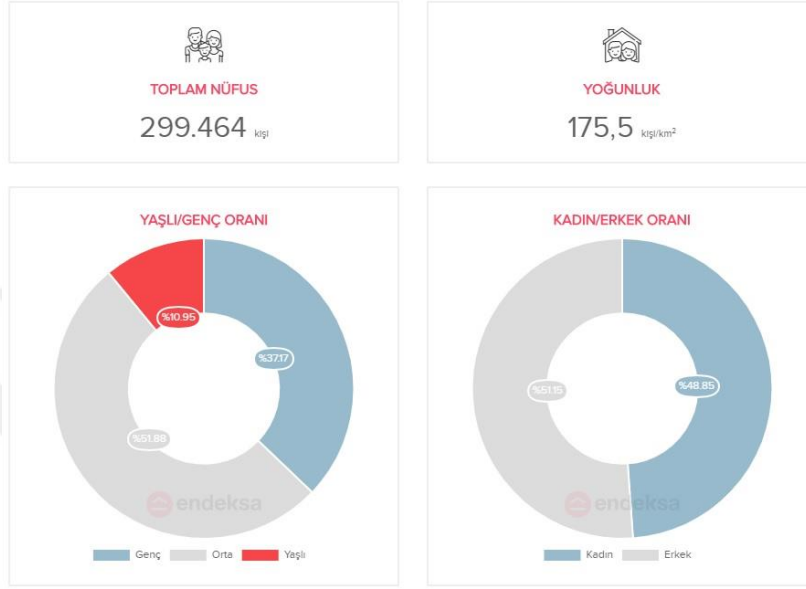 TOPLAM NÜFUS
299.464 kişi
YOĞUNLUK
175,5 kişi/km²
YAŞLI/GENÇ ORANI
%10.95
%37.17
%51.88
endeksa
Genç Orta Yaşlı
KADIN/ERKEK ORANI
%51.15
%48.85
endeksa
Kadın Erkek